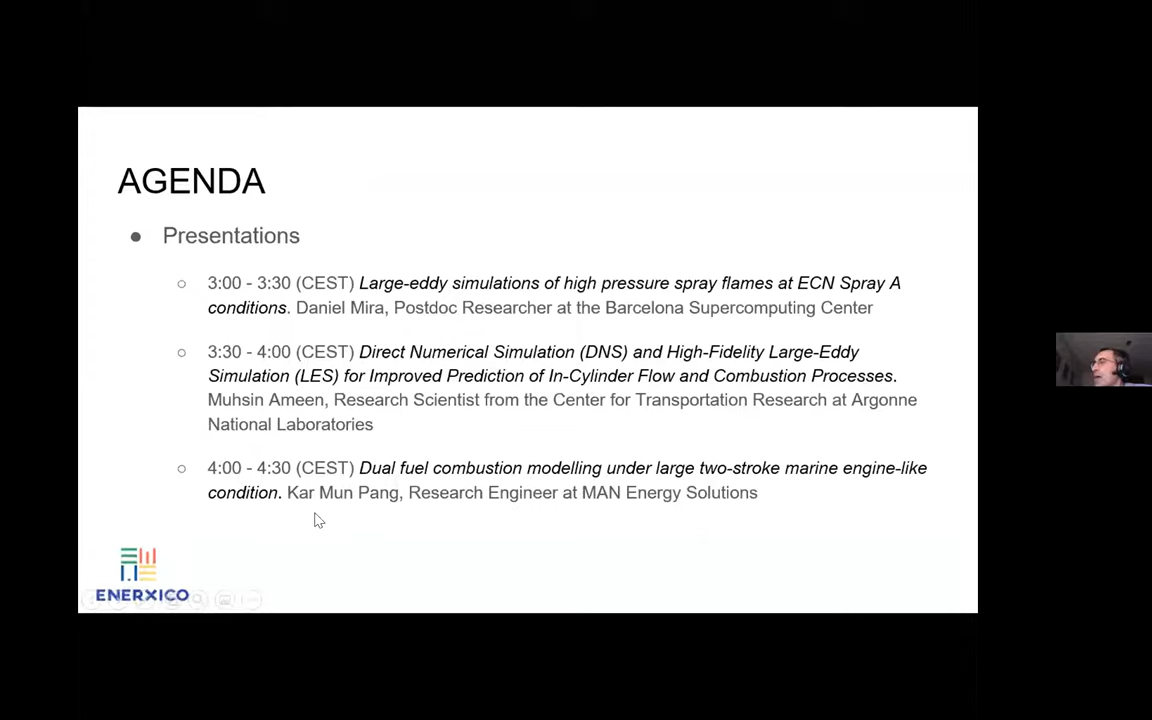 AGENDA
● Presentations
○ 3:00 - 3:30 (CEST) Large-eddy simulations of high pressure spray flames at ECN Spray A
conditions. Daniel Mira, Postdoc Researcher at the Barcelona Supercomputing Center
○ 3:30 - 4:00 (CEST) Direct Numerical Simulation (DNS) and High-Fidelity Large-Eddy
Simulation (LES) for Improved Prediction of In-Cylinder Flow and Combustion Processes.
Muhsin Ameen, Research Scientist from the Center for Transportation Research at Argonne
National Laboratories
○ 4:00 - 4:30 (CEST) Dual fuel combustion modelling under large two-stroke marine engine-like
condition. Kar Mun Pang, Research Engineer at MAN Energy Solutions
ENERXICO